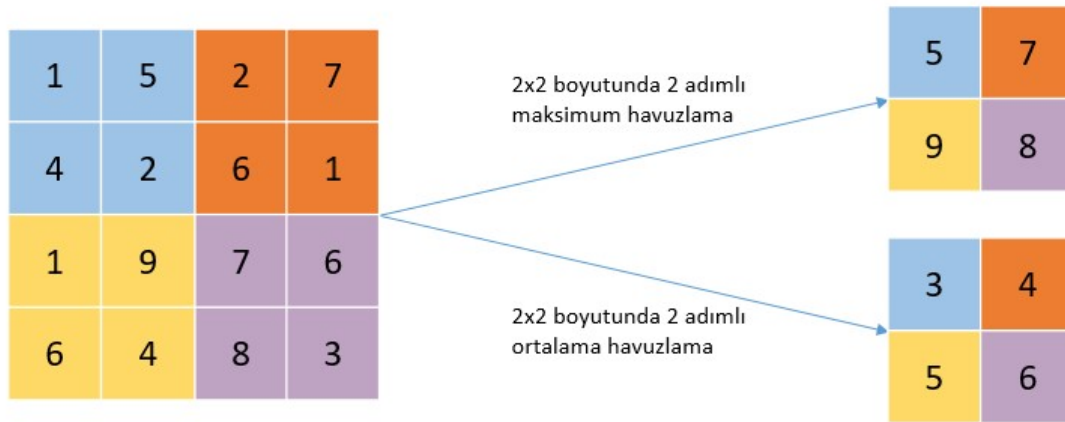 1 5 2 7
4 2 6 1
1 9 7 6
6 4 8 3
2x2 boyutunda 2 adımlı
maksimum havuzlama
5 7
9 8
2x2 boyutunda 2 adımlı
ortalama havuzlama
3 4
5 6